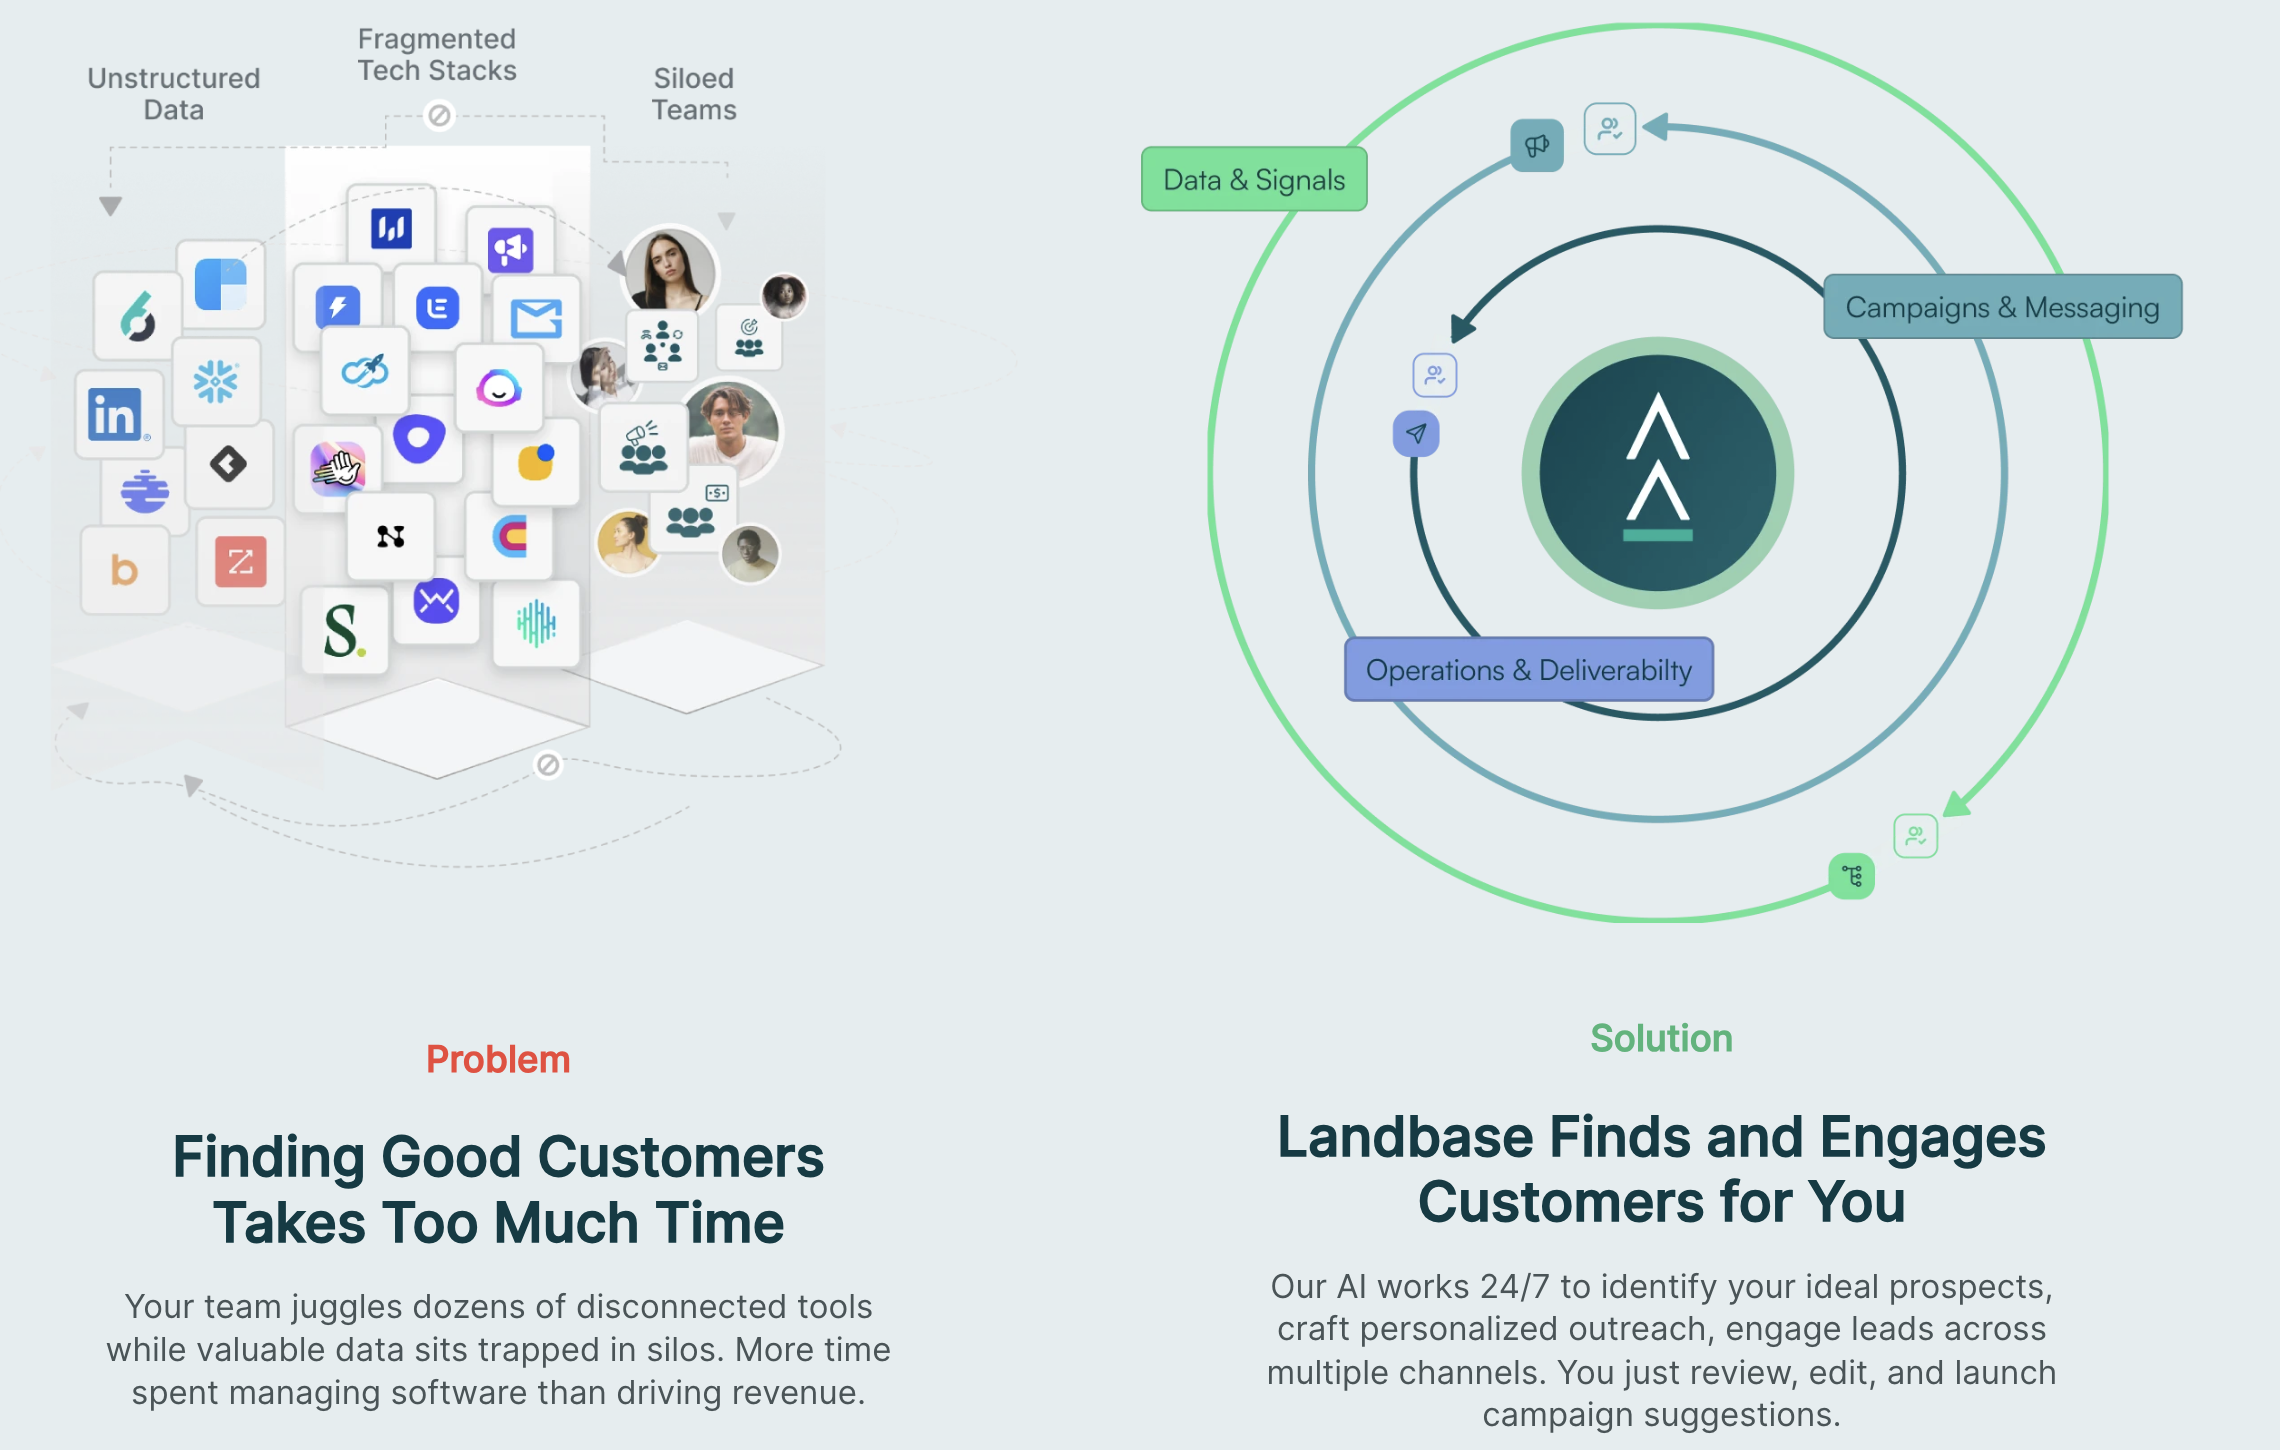 Unstructured
Data
Fragmented
Tech Stacks
Siloed
Teams
in
b
S.
Problem
Finding Good Customers
Takes Too Much Time
Your team juggles dozens of disconnected tools
while valuable data sits trapped in silos. More time
spent managing software than driving revenue.
Data & Signals
Campaigns & Messaging
Operations & Deliverabilty
Solution
Landbase Finds and Engages
Customers for You
Our AI works 24/7 to identify your ideal prospects,
craft personalized outreach, engage leads across
multiple channels. You just review, edit, and launch
campaign suggestions.